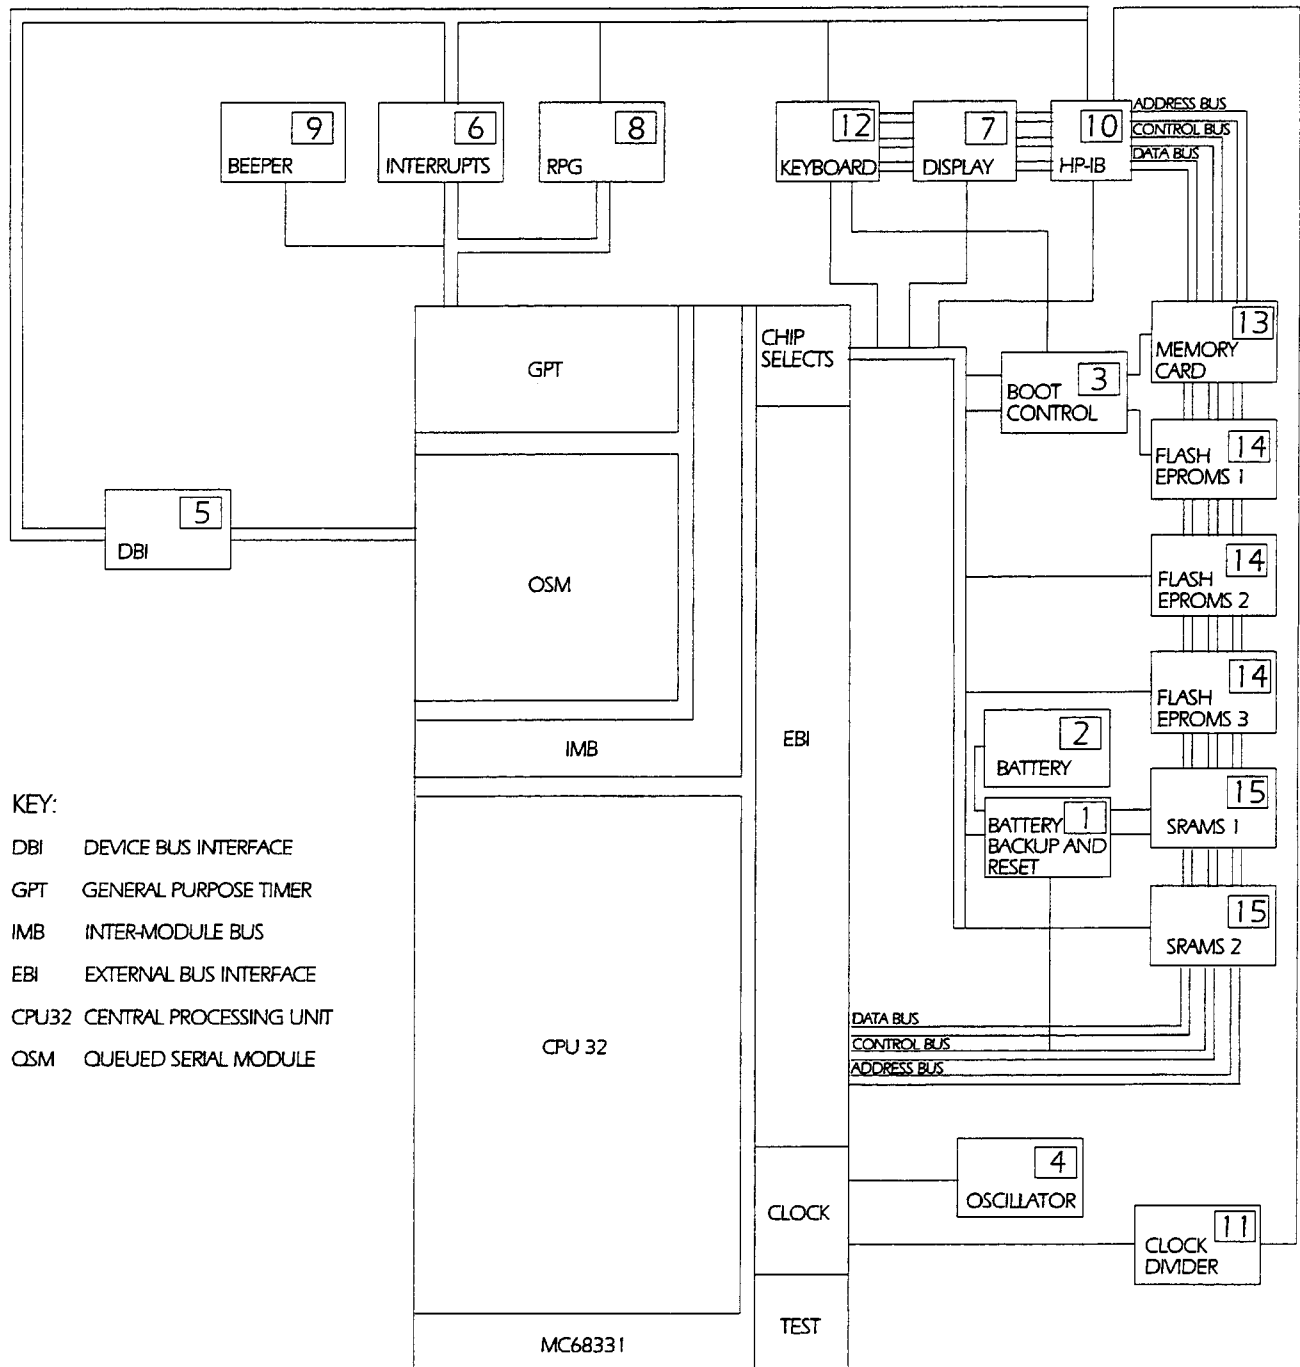 9
BEEPER
6
INTERRUPTS
8
RPG
12
KEYBOARD
7
DISPLAY
10
HP-IB
ADDRESS BUS
CONTROL BUS
DATA BUS
GPT
CHIP
SELECTS
3
BOOT
CONTROL
13
MEMORY
CARD
14
FLASH
EPROMS 1
5
DBI
QSM
14
FLASH
EPROMS 2
14
FLASH
EPROMS 3
IMB
EBI
2
BATTERY
1
BATTERY
BACKUP AND
RESET
15
SRAMS 1
15
SRAMS 2
KEY:
DBI DEVICE BUS INTERFACE
GPT GENERAL PURPOSE TIMER
IMB INTER-MODULE BUS
EBI EXTERNAL BUS INTERFACE
CPU32 CENTRAL PROCESSING UNIT
QSM QUEUED SERIAL MODULE
CPU 32
DATA BUS
CONTROL BUS
ADDRESS BUS
4
OSCILLATOR
CLOCK
11
CLOCK
DIVIDER
TEST
MC68331